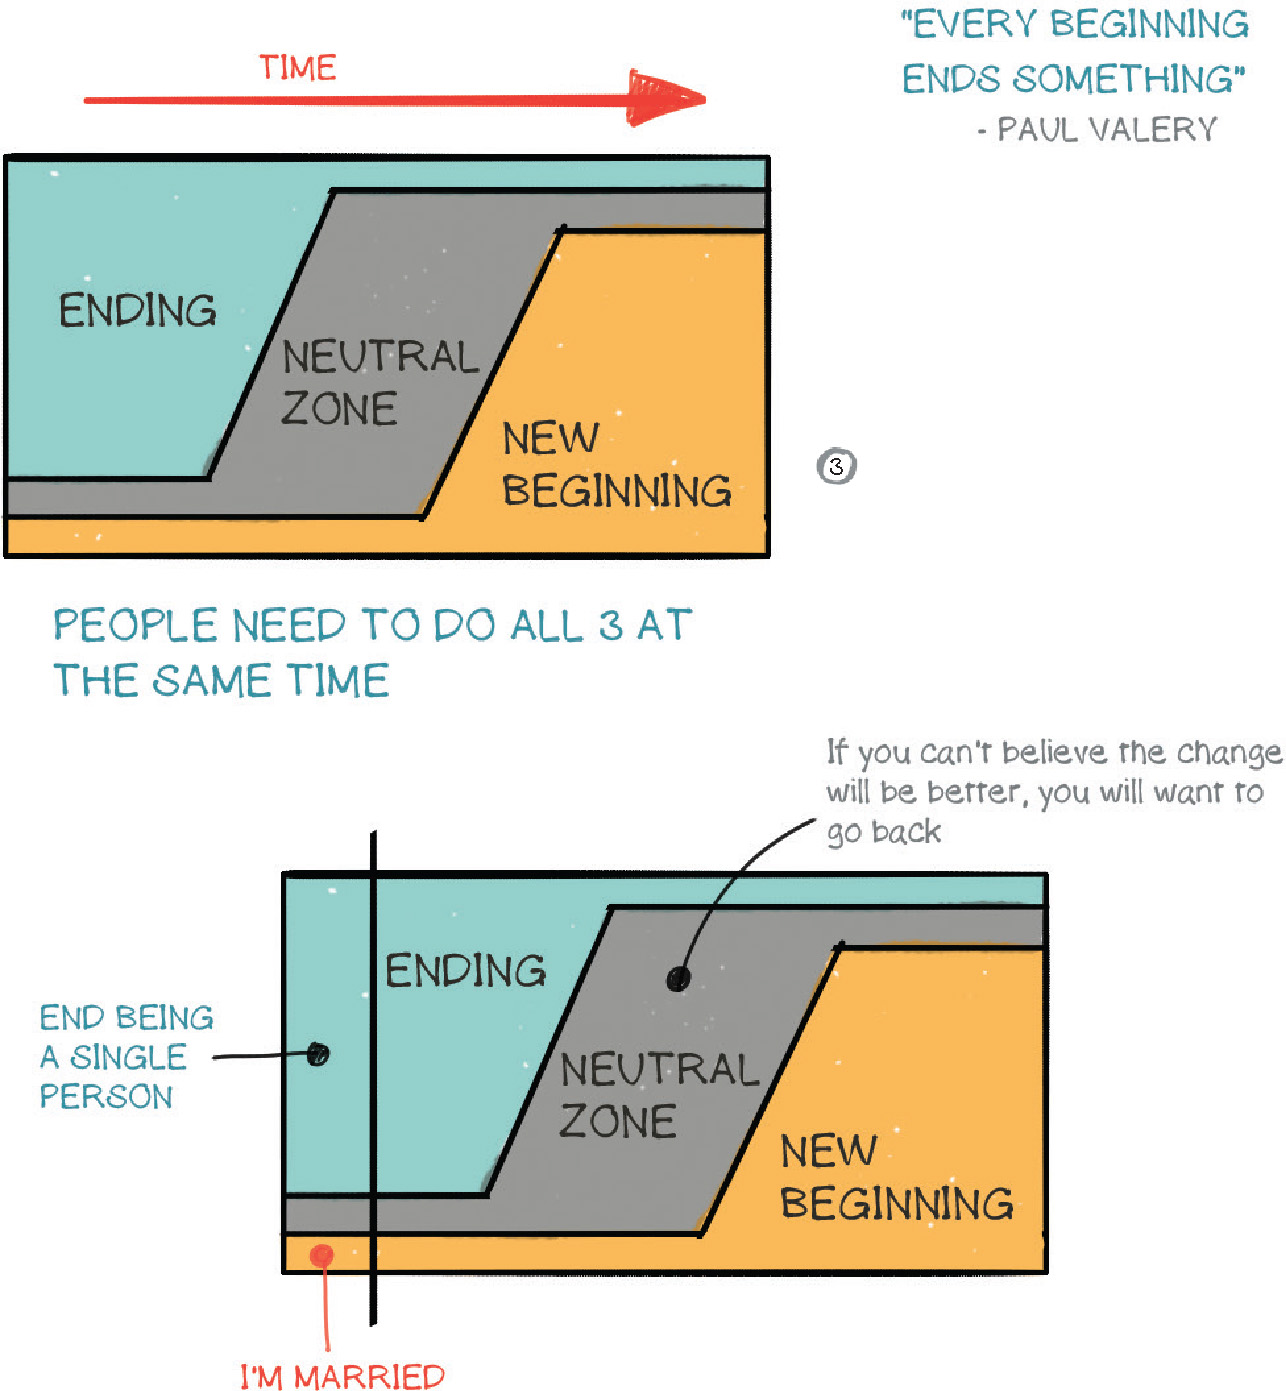 "EVERY BEGINNING
ENDS SOMETHING"
- PAUL VALERY
TIME
ENDING
NEUTRAL
ZONE
NEW
BEGINNING
3
PEOPLE NEED TO DO ALL 3 AT
THE SAME TIME
If you can't believe the change
will be better, you will want to
go back
ENDING
END BEING
A SINGLE
PERSON
NEUTRAL
ZONE
NEW
BEGINNING
I'M MARRIED